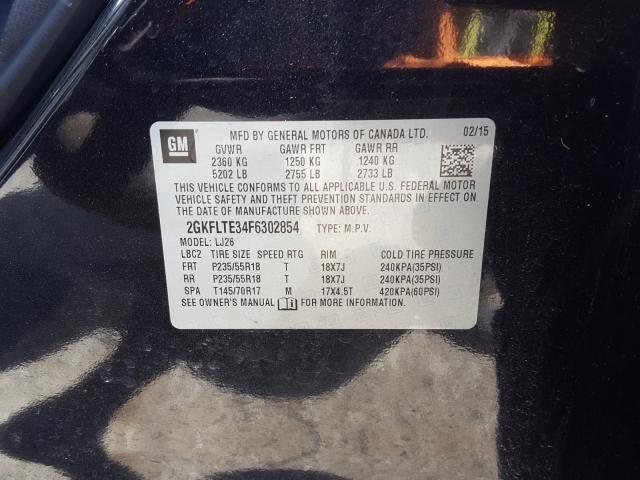 GM
MFD BY GENERAL MOTORS OF CANADA LTD. 02/15
GVWR GAWR FRT GAWR RR
2360 KG 1250 KG 1240 KG
5202 LB 2755 LB 2733 LB
THIS VEHICLE CONFORMS TO ALL APPLICABLE U.S. FEDERAL MOTOR
VEHICLE SAFETY AND THEFT PREVENTION STANDARDS IN EFFECT ON
THE DATE OF MANUFACTURE SHOWN ABOVE.
2GKFLTE34F6302854 TYPE: M.P.V.
MODEL: LJ26
LBC2 TIRE SIZE SPEED RTG RIM COLD TIRE PRESSURE
FRT P235/55R18 T 18X7J 240KPA(35PSI)
RR P235/55R18 T 18X7J 240KPA(35PSI)
SPA T145/70R17 M 17X4.5T 420KPA(60PSI)
SEE OWNER'S MANUAL FOR MORE INFORMATION.